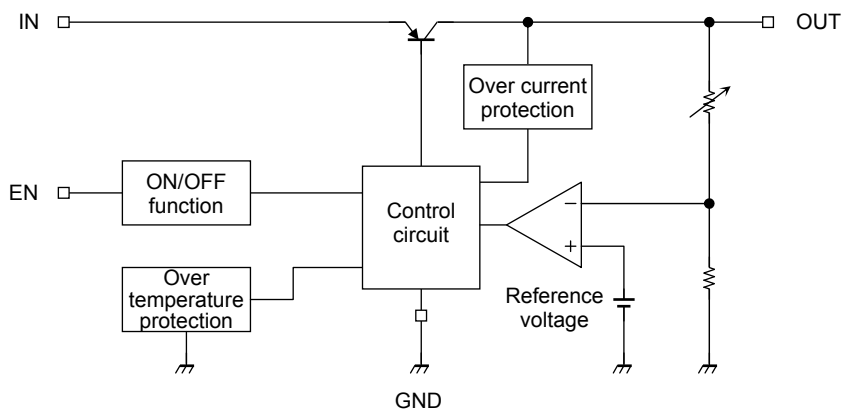 IN
OUT
Over current
protection
EN
ON/OFF
function
Control
circuit
−
+
Over
temperature
protection
Reference
voltage
GND